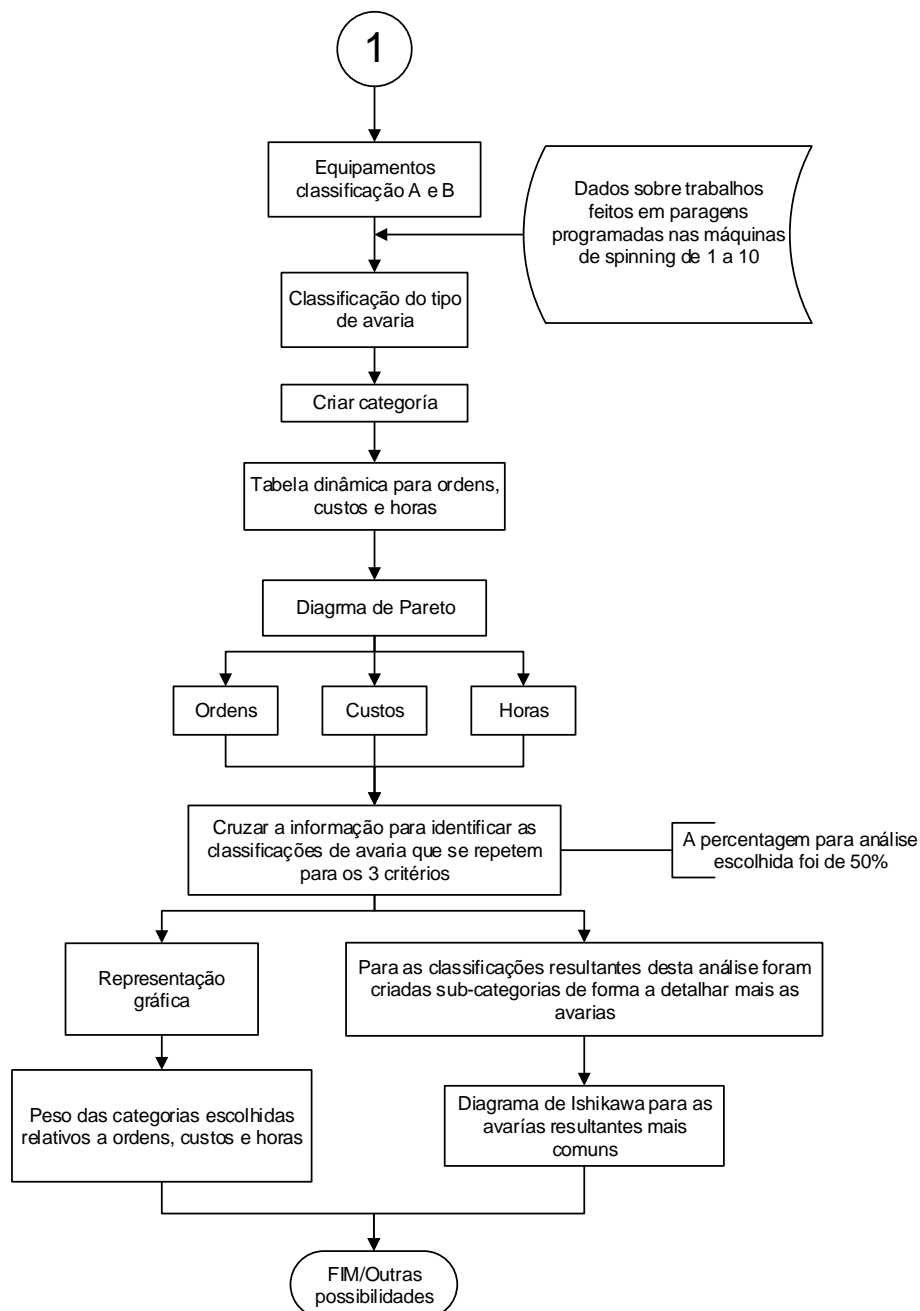 1
Equipamentos
classificação A e B
Dados sobre trabalhos
feitos em paragens
programadas nas máquinas
de spinning de 1 a 10
Classificação do tipo
de avaria
Criar categoría
Tabela dinâmica para ordens,
custos e horas
Diagrma de Pareto
Ordens
Custos
Horas
Cruzar a informação para identificar as
classificações de avaria que se repetem
para os 3 critérios
A percentagem para análise
escolhida foi de 50%
Representação
gráfica
Para as classificações resultantes desta análise foram
criadas sub-categorias de forma a detalhar mais as
avarias
Peso das categorias escolhidas
relativos a ordens, custos e horas
Diagrama de Ishikawa para as
avarías resultantes mais
comuns
FIM/Outras
possibilidades